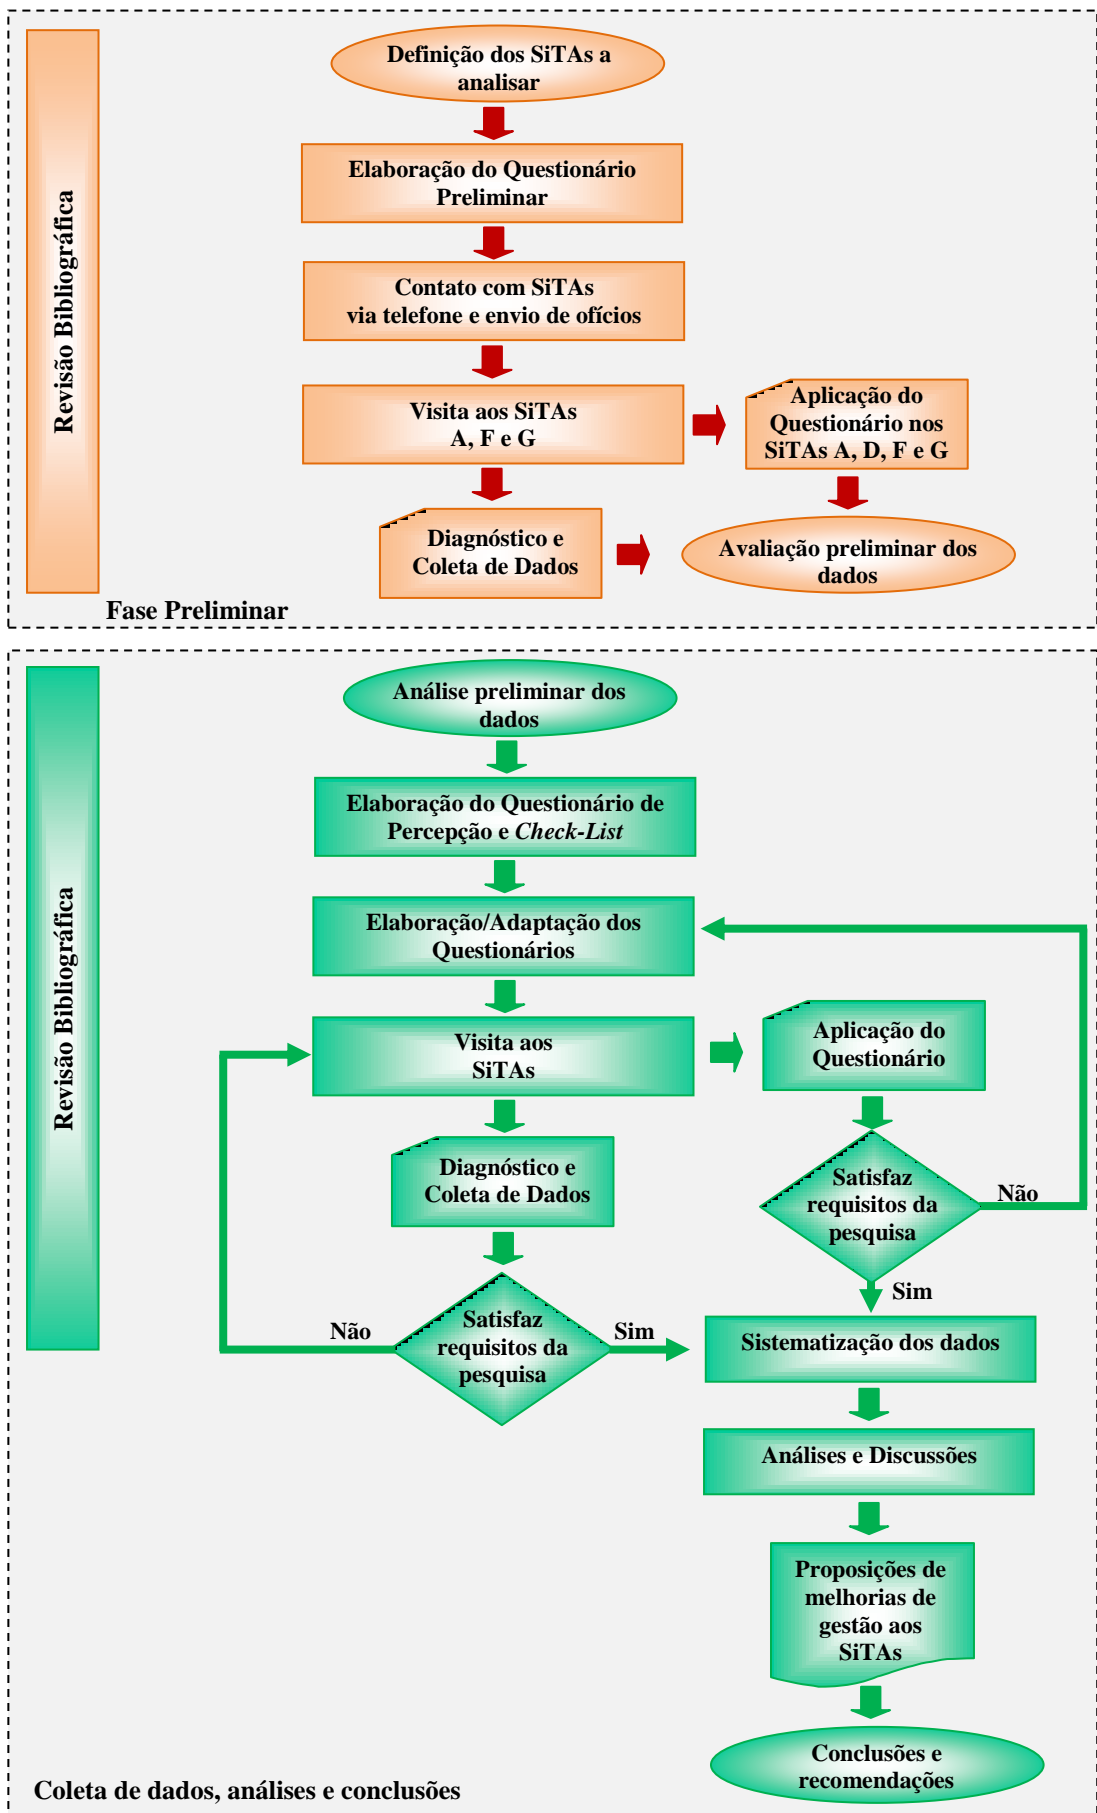 Revisão Bibliográfica
Definição dos SiTAs a
analisar
Elaboração do Questionário
Preliminar
Contato com SiTAs
via telefone e envio de ofícios
Visita aos SiTAs
A, F e G
Aplicação do
Questionário nos
SiTAs A, D, F e G
Diagnóstico e
Coleta de Dados
Avaliação preliminar dos
dados
Fase Preliminar
Revisão Bibliográfica
Análise preliminar dos
dados
Elaboração do Questionário de
Percepção e Check-List
Elaboração/Adaptação dos
Questionários
Visita aos
SiTAs
Aplicação do
Questionário
Diagnóstico e
Coleta de Dados
Satisfaz
requisitos da
pesquisa
Não
Sim
Não
Satisfaz
requisitos da
pesquisa
Sim
Sistematização dos dados
Análises e Discussões
Proposições de
melhorias de
gestão aos
SiTAs
Conclusões e
recomendações
Coleta de dados, análises e conclusões